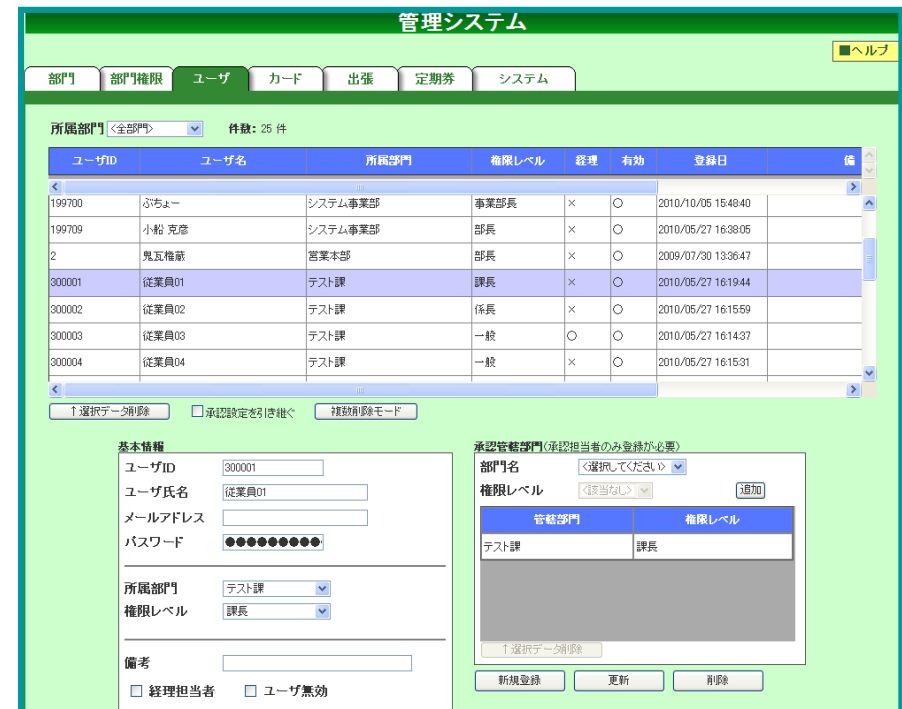 管理システム
■ヘルプ
部門 部門権限 ユーザ カード 出張 定期券 システム
所属部門 <全部門> 件数: 25 件
ユーザID ユーザ名 所属部門 権限レベル 経理 有効 登録日 備
199700 ぶちょー システム事業部 事業部長 × ○ 2010/10/05 15:48:40
199709 小船 克彦 システム事業部 部長 × ○ 2010/05/27 16:38:05
2 鬼瓦権蔵 営業本部 部長 × ○ 2009/07/30 13:36:47
300001 従業員01 テスト課 課長 × ○ 2010/05/27 16:19:44
300002 従業員02 テスト課 係長 × ○ 2010/05/27 16:15:59
300003 従業員03 テスト課 一般 ○ ○ 2010/05/27 16:14:37
300004 従業員04 テスト課 一般 × ○ 2010/05/27 16:15:31
↑選択データ削除 承認設定を引き継ぐ 複数削除モード
基本情報
ユーザID 300001
ユーザ氏名 従業員01
メールアドレス
パスワード ●●●●●●●●●
所属部門 テスト課
権限レベル 課長
備考
経理担当者 ユーザ無効
承認管轄部門(承認担当者のみ登録が必要)
部門名 <選択してください>
権限レベル <該当なし> 追加
管轄部門 権限レベル
テスト課 課長
↑選択データ削除
新規登録 更新 削除